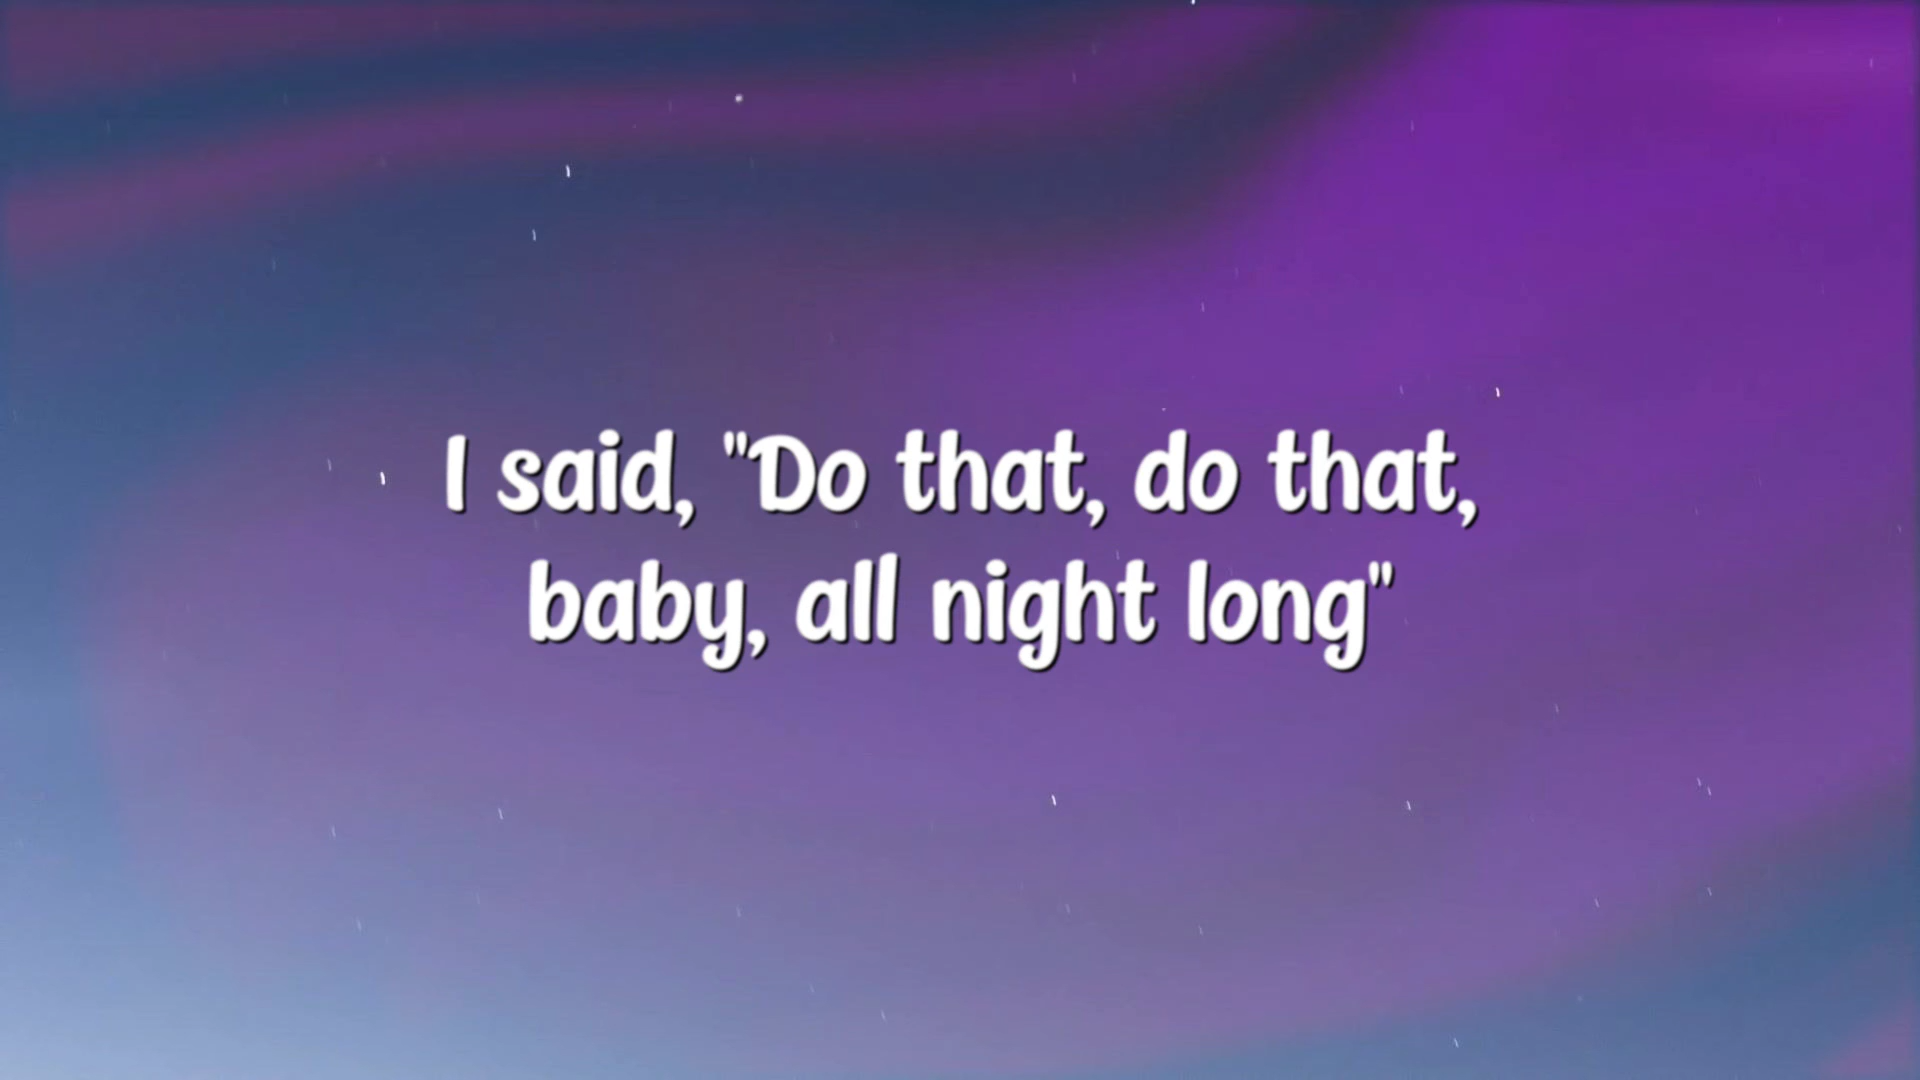 I said, "Do that, do that,
baby, all night long"